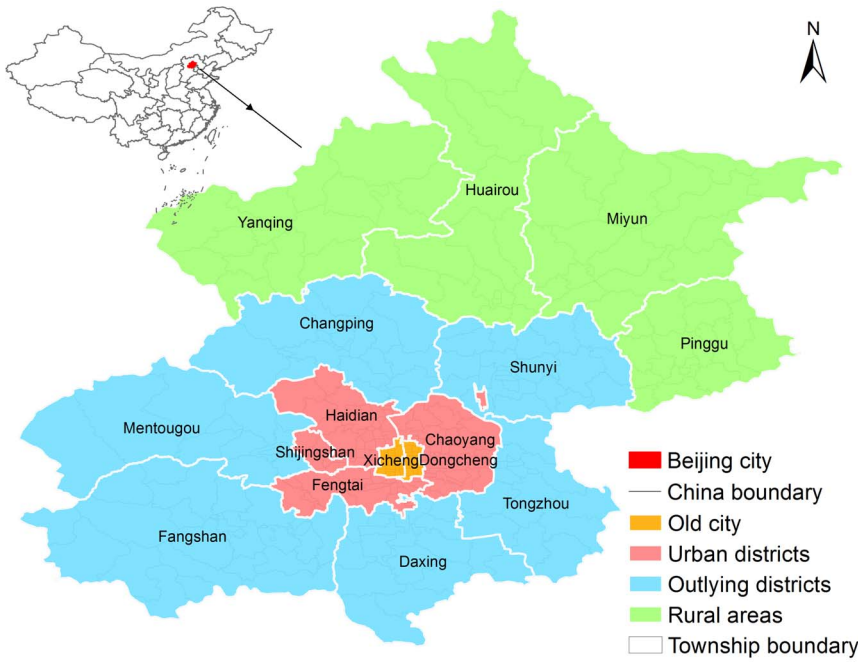 N
Huairou
Yanqing
Miyun
Changping
Pinggu
Shunyi
Haidian
Mentougou
Chaoyang
Shijingshan
Xicheng Dongcheng
Fengtai
Tongzhou
Fangshan
Daxing
Beijing city
China boundary
Old city
Urban districts
Outlying districts
Rural areas
Township boundary